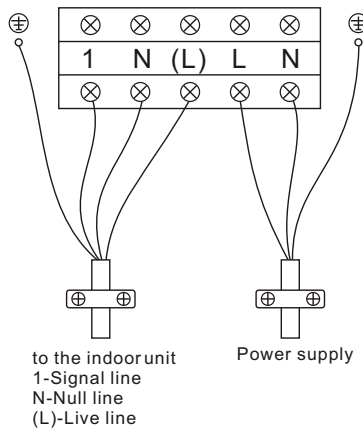 1 N (L) L N
to the indoor unit
1-Signal line
N-Null line
(L)-Live line
Power supply